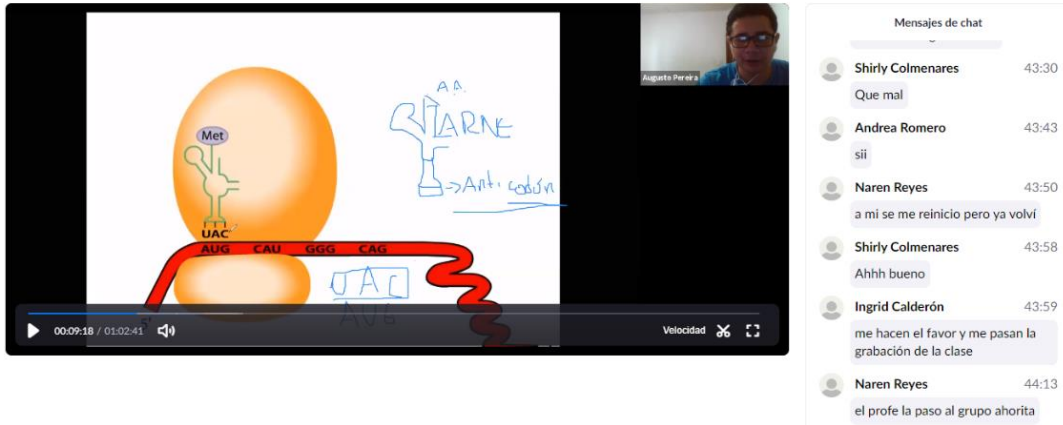 Augusto Pereira
A.A.
ARNt
Met
→ Anticodón
UAC
AUG CAU GGG CAG
UAC
AUG
5'
00:09:18 / 01:02:41
Velocidad
Mensajes de chat
Shirly Colmenares 43:30
Que mal
Andrea Romero 43:43
sii
Naren Reyes 43:50
a mi se me reinicio pero ya volví
Shirly Colmenares 43:58
Ahhh bueno
Ingrid Calderón 43:59
me hacen el favor y me pasan la
grabación de la clase
Naren Reyes 44:13
el profe la paso al grupo ahorita